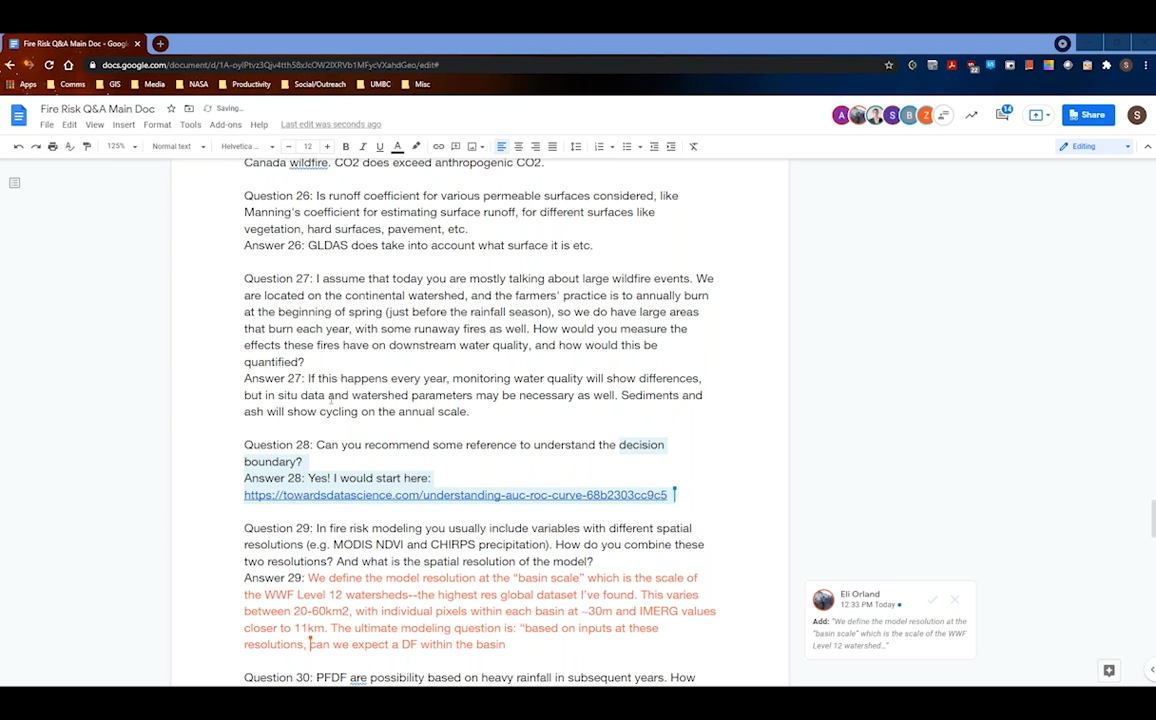 Fire Risk Q&A Main Doc - Googl
docs.google.com/document/d/1A-oyIPtvz3Qjv4tth58xJcOW2IXRVb1MFycVXahdGeo/edit#
Apps Comms GIS Media NASA Productivity Social/Outreach UMBC Misc
Fire Risk Q&A Main Doc Saving...
File Edit View Insert Format Tools Add-ons Help Last edit was seconds ago
A S B Z 14 Share S
125% Normal text Helvetica ... 12 B I U A Editing
Canada wildfire. CO2 does exceed anthropogenic CO2.
Question 26: Is runoff coefficient for various permeable surfaces considered, like
Manning's coefficient for estimating surface runoff, for different surfaces like
vegetation, hard surfaces, pavement, etc.
Answer 26: GLDAS does take into account what surface it is etc.
Question 27: I assume that today you are mostly talking about large wildfire events. We
are located on the continental watershed, and the farmers' practice is to annually burn
at the beginning of spring (just before the rainfall season), so we do have large areas
that burn each year, with some runaway fires as well. How would you measure the
effects these fires have on downstream water quality, and how would this be
quantified?
Answer 27: If this happens every year, monitoring water quality will show differences,
but in situ data and watershed parameters may be necessary as well. Sediments and
ash will show cycling on the annual scale.
Question 28: Can you recommend some reference to understand the decision
boundary?
Answer 28: Yes! I would start here:
https://towardsdatascience.com/understanding-auc-roc-curve-68b2303cc9c5
Question 29: In fire risk modeling you usually include variables with different spatial
resolutions (e.g. MODIS NDVI and CHIRPS precipitation). How do you combine these
two resolutions? And what is the spatial resolution of the model?
Answer 29: We define the model resolution at the “basin scale” which is the scale of
the WWF Level 12 watersheds--the highest res global dataset I've found. This varies
between 20-60km2, with individual pixels within each basin at ~30m and IMERG values
closer to 11km. The ultimate modeling question is: “based on inputs at these
resolutions, can we expect a DF within the basin
Question 30: PFDF are possibility based on heavy rainfall in subsequent years. How
Eli Orland
12:33 PM Today
Add: “We define the model resolution at the
“basin scale” which is the scale of the WWF
Level 12 watershed...”